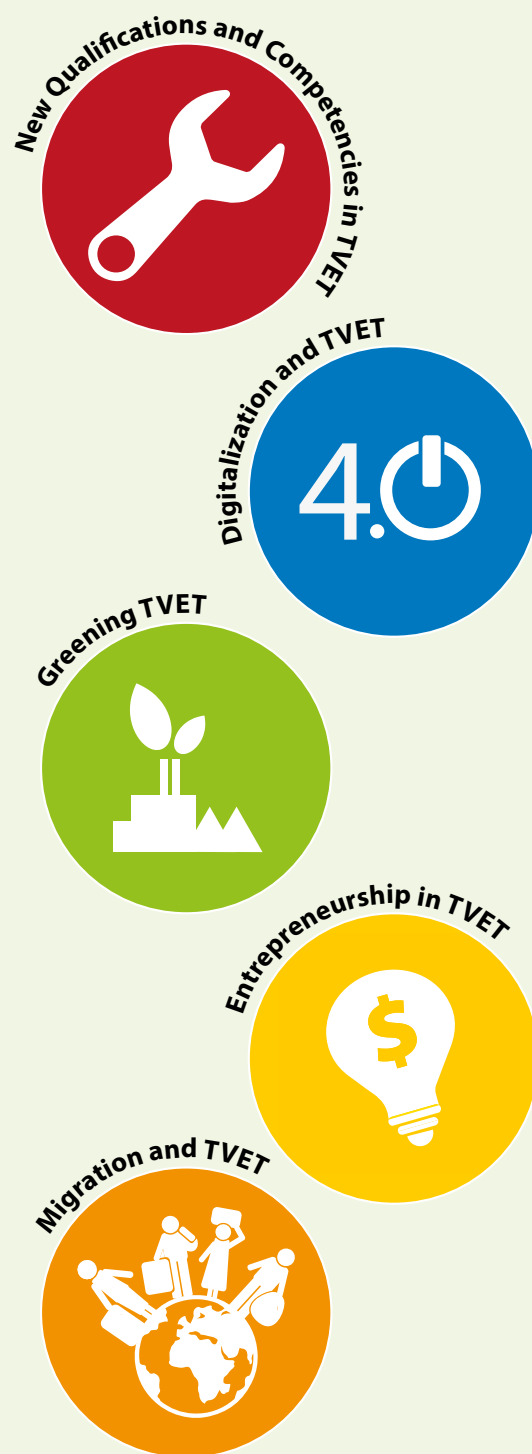 New Qualifications and Competencies in TVET
Digitalization and TVET
4.0
Greening TVET
Entrepreneurship in TVET
$
Migration and TVET